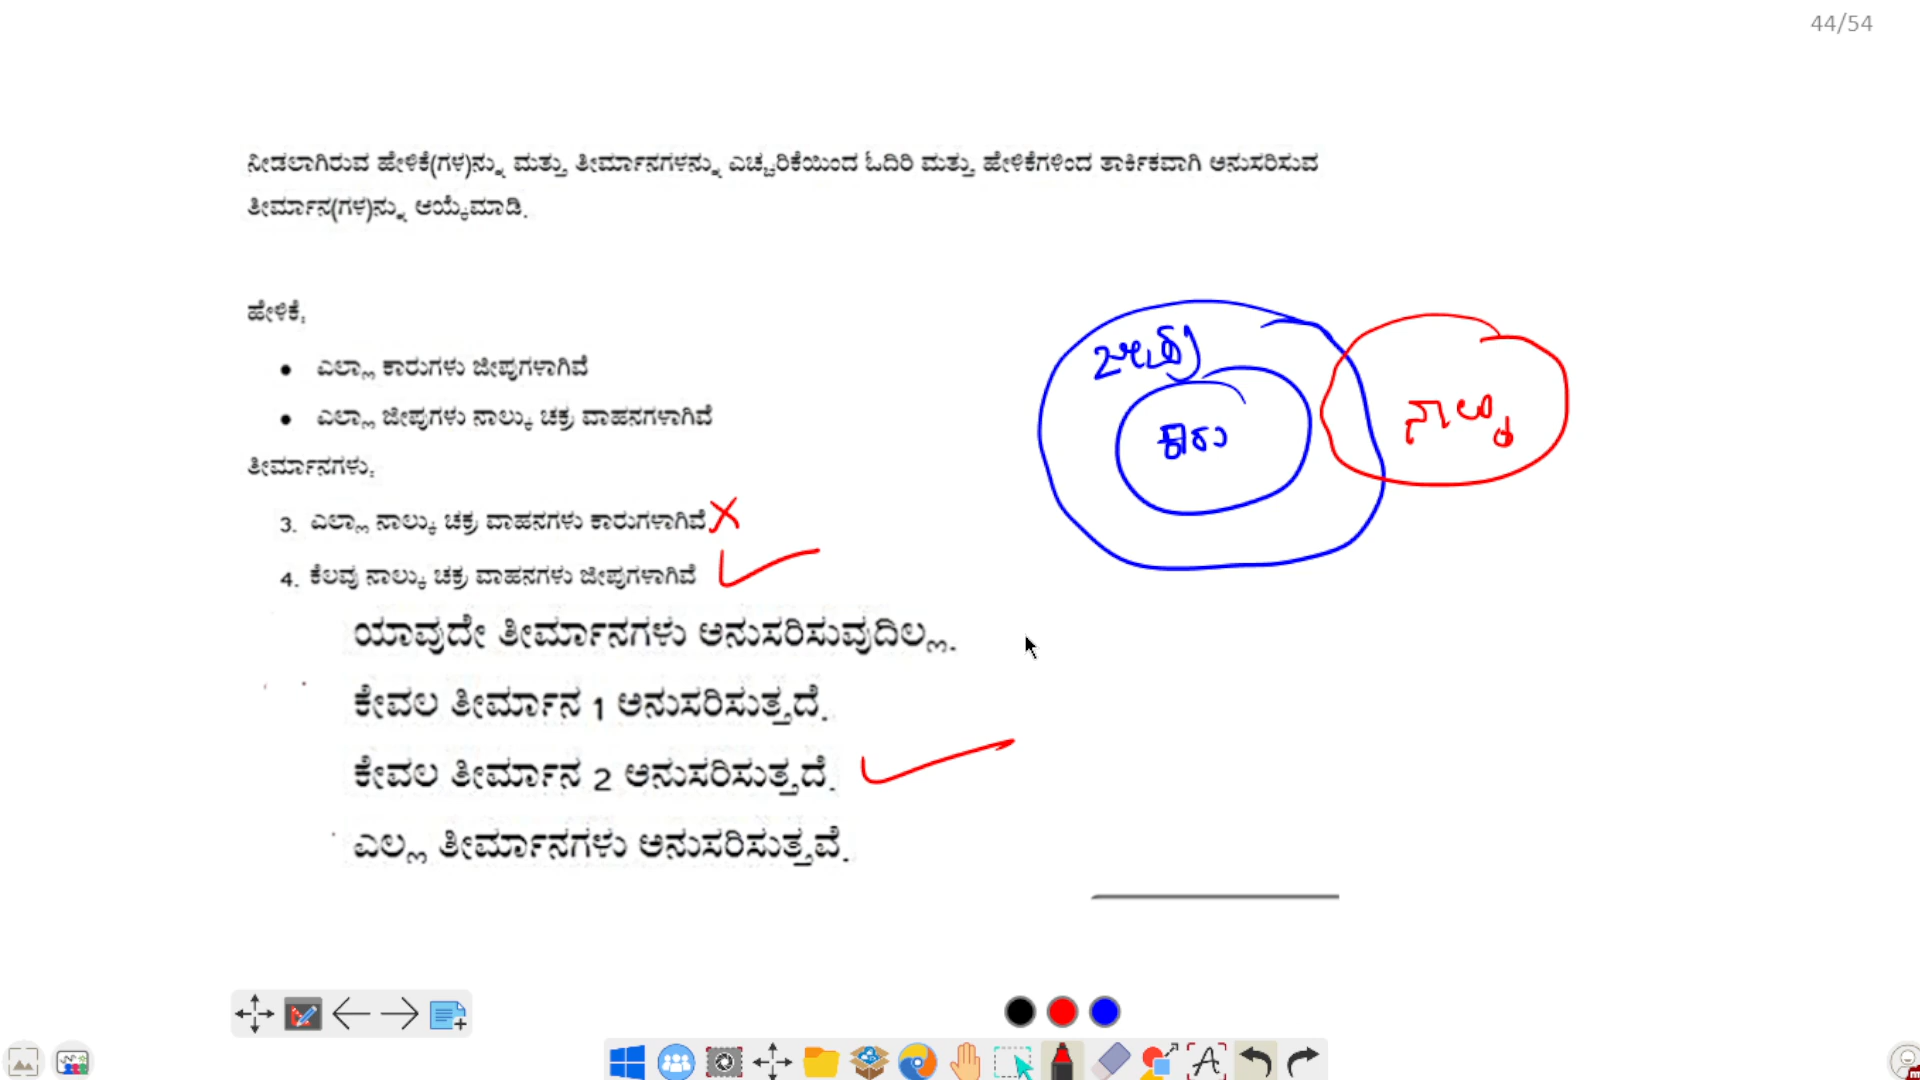 44/54
ನೀಡಲಾಗಿರುವ ಹೇಳಿಕೆ(ಗಳ)ನ್ನು ಮತ್ತು ತೀರ್ಮಾನಗಳನ್ನು ಎಚ್ಚರಿಕೆಯಿಂದ ಓದಿರಿ ಮತ್ತು ಹೇಳಿಕೆಗಳಿಂದ ತಾರ್ಕಿಕವಾಗಿ ಅನುಸರಿಸುವ
ತೀರ್ಮಾನ(ಗಳ)ನ್ನು ಆಯ್ಕೆಮಾಡಿ.
ಹೇಳಿಕೆ:
• ಎಲ್ಲಾ ಕಾರುಗಳು ಜೀಪುಗಳಾಗಿವೆ
• ಎಲ್ಲಾ ಜೀಪುಗಳು ನಾಲ್ಕು ಚಕ್ರ ವಾಹನಗಳಾಗಿವೆ
ತೀರ್ಮಾನಗಳು:
3. ಎಲ್ಲಾ ನಾಲ್ಕು ಚಕ್ರ ವಾಹನಗಳು ಕಾರುಗಳಾಗಿವೆ
4. ಕೆಲವು ನಾಲ್ಕು ಚಕ್ರ ವಾಹನಗಳು ಜೀಪುಗಳಾಗಿವೆ
ಯಾವುದೇ ತೀರ್ಮಾನಗಳು ಅನುಸರಿಸುವುದಿಲ್ಲ.
ಕೇವಲ ತೀರ್ಮಾನ 1 ಅನುಸರಿಸುತ್ತದೆ.
ಕೇವಲ ತೀರ್ಮಾನ 2 ಅನುಸರಿಸುತ್ತದೆ.
ಎಲ್ಲ ತೀರ್ಮಾನಗಳು ಅನುಸರಿಸುತ್ತವೆ.
ಕಾರು
ನಾಲ್ಕು